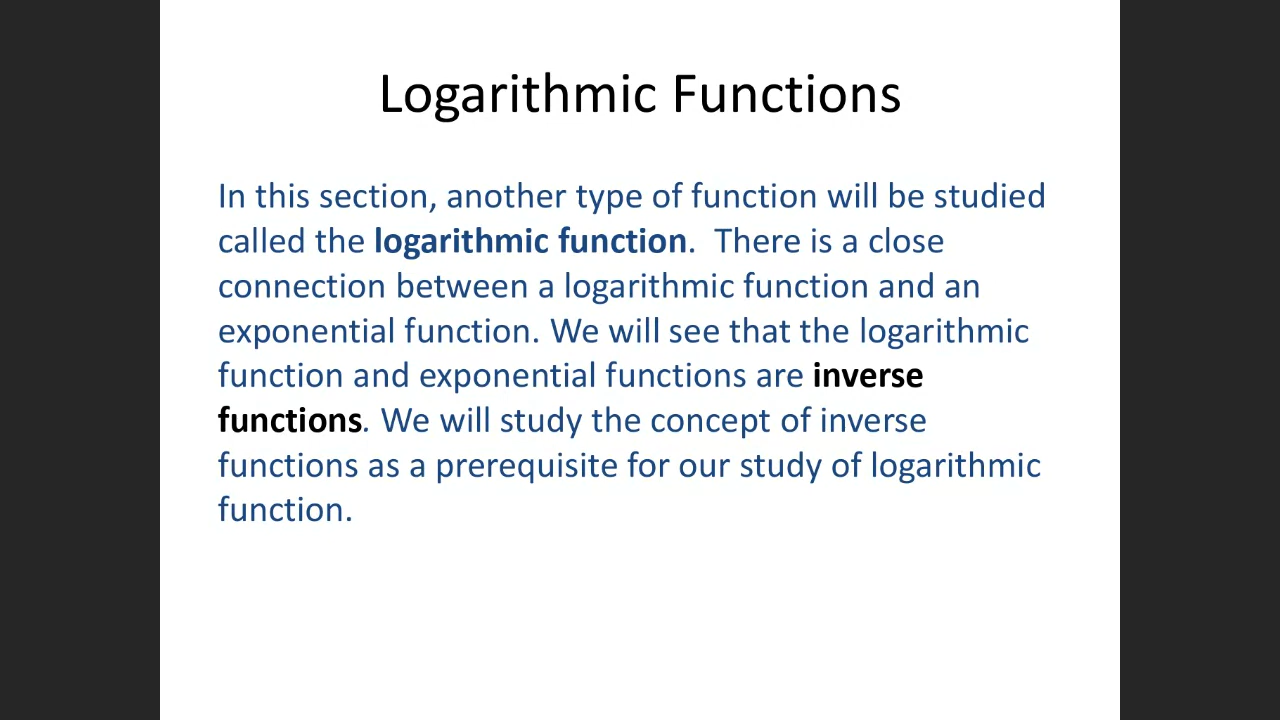 Logarithmic Functions
In this section, another type of function will be studied
called the logarithmic function.  There is a close
connection between a logarithmic function and an
exponential function. We will see that the logarithmic
function and exponential functions are inverse
functions. We will study the concept of inverse
functions as a prerequisite for our study of logarithmic
function.